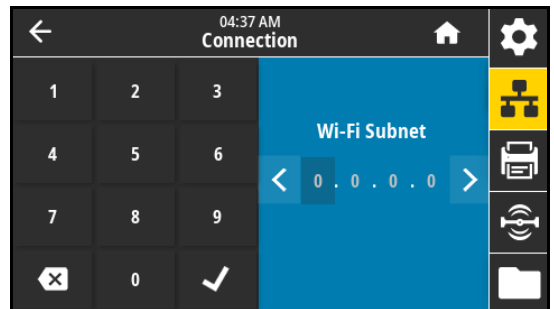 04:37 AM
Connection
1 2 3
4 5 6
7 8 9
0
Wi-Fi Subnet
0 . 0 . 0 . 0